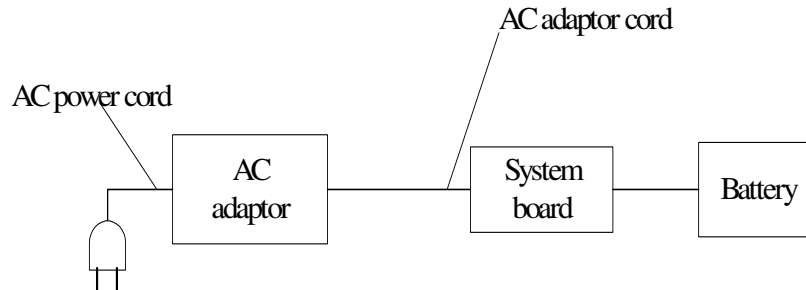 AC adaptor cord
AC power cord
AC
adaptor
System
board
Battery